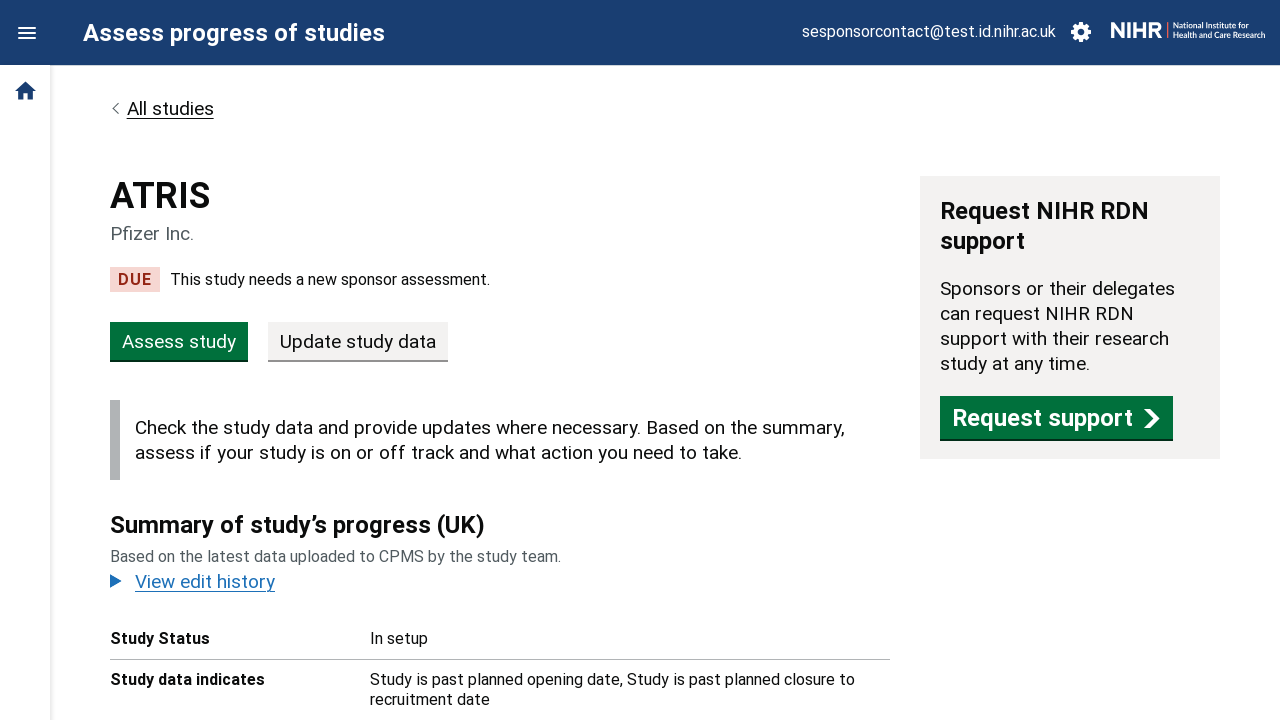 Assess progress of studies
sesponsorcontact@test.id.nihr.ac.uk
NIHR | National Institute for
Health and Care Research
All studies
ATRIS
Pfizer Inc.
DUE This study needs a new sponsor assessment.
Assess study Update study data
Check the study data and provide updates where necessary. Based on the summary,
assess if your study is on or off track and what action you need to take.
Summary of study’s progress (UK)
Based on the latest data uploaded to CPMS by the study team.
View edit history
Study Status In setup
Study data indicates Study is past planned opening date, Study is past planned closure to
recruitment date
Request NIHR RDN
support
Sponsors or their delegates
can request NIHR RDN
support with their research
study at any time.
Request support